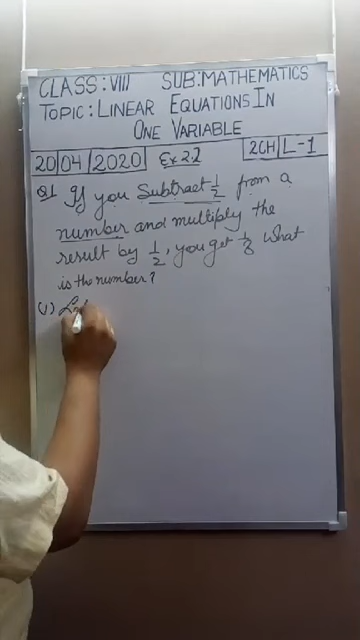 CLASS: VIII SUB: MATHEMATICS
TOPIC: LINEAR EQUATIONS IN
ONE VARIABLE
20/04/2020 Ex 2.2 2CH L-1
Q1 If you Subtract 1/2 from a
number and multiply the
result by 1/2, you get 1/8 What
is the number?
(1) Let